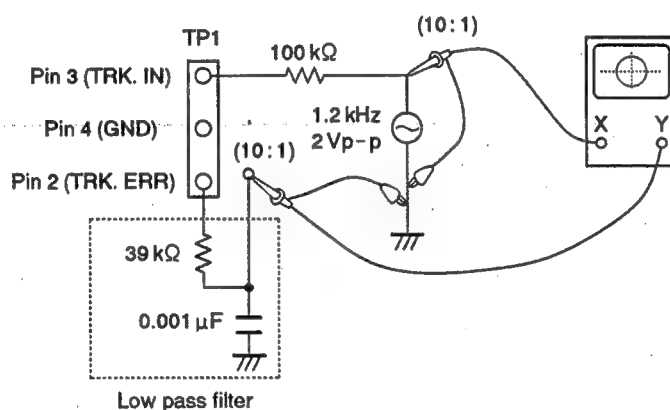 TP1
(10:1)
100 kΩ
Pin 3 (TRK. IN)
Pin 4 (GND)
1.2 kHz
2 Vp-p
X
Y
(10:1)
Pin 2 (TRK. ERR)
39 kΩ
0.001 μF
Low pass filter